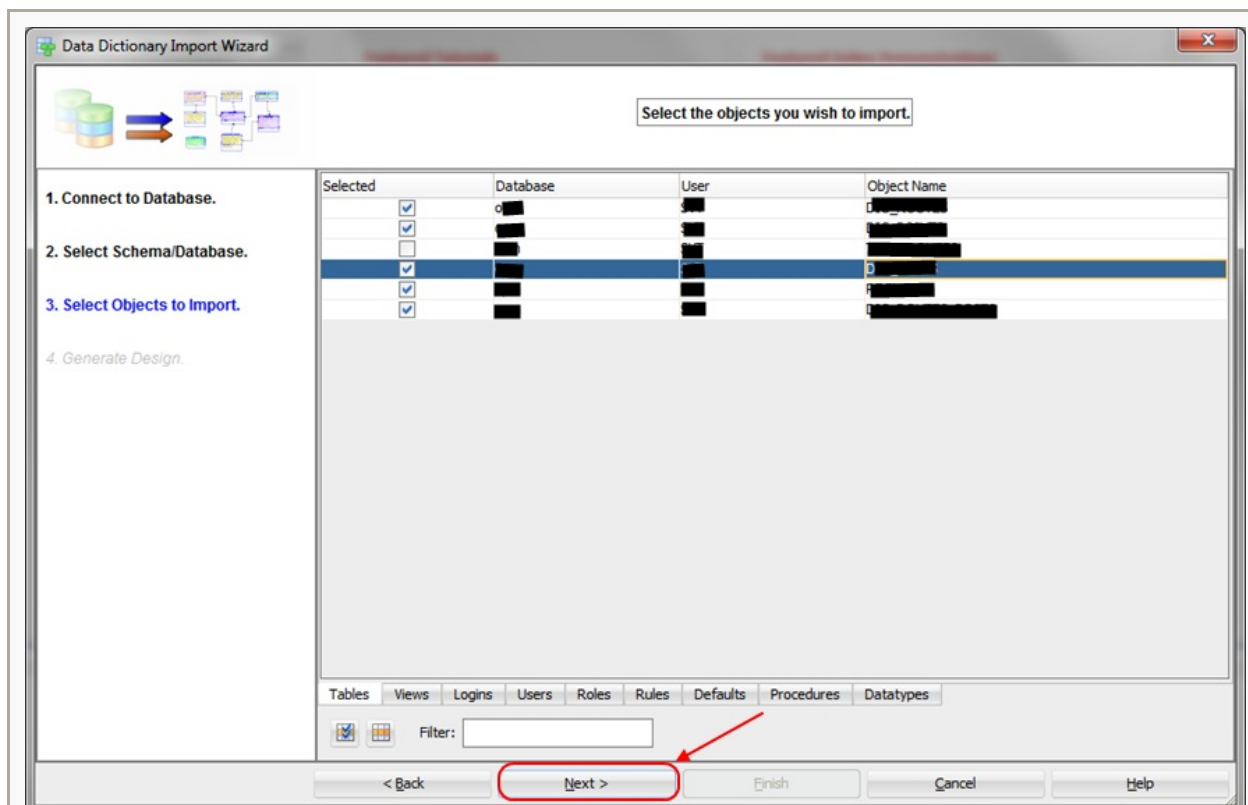 Data Dictionary Import Wizard
Select the objects you wish to import.
1. Connect to Database.
2. Select Schema/Database.
3. Select Objects to Import.
4. Generate Design.
Selected Database User Object Name
Tables Views Logins Users Roles Rules Defaults Procedures Datatypes
Filter:
< Back Next > Finish Cancel Help